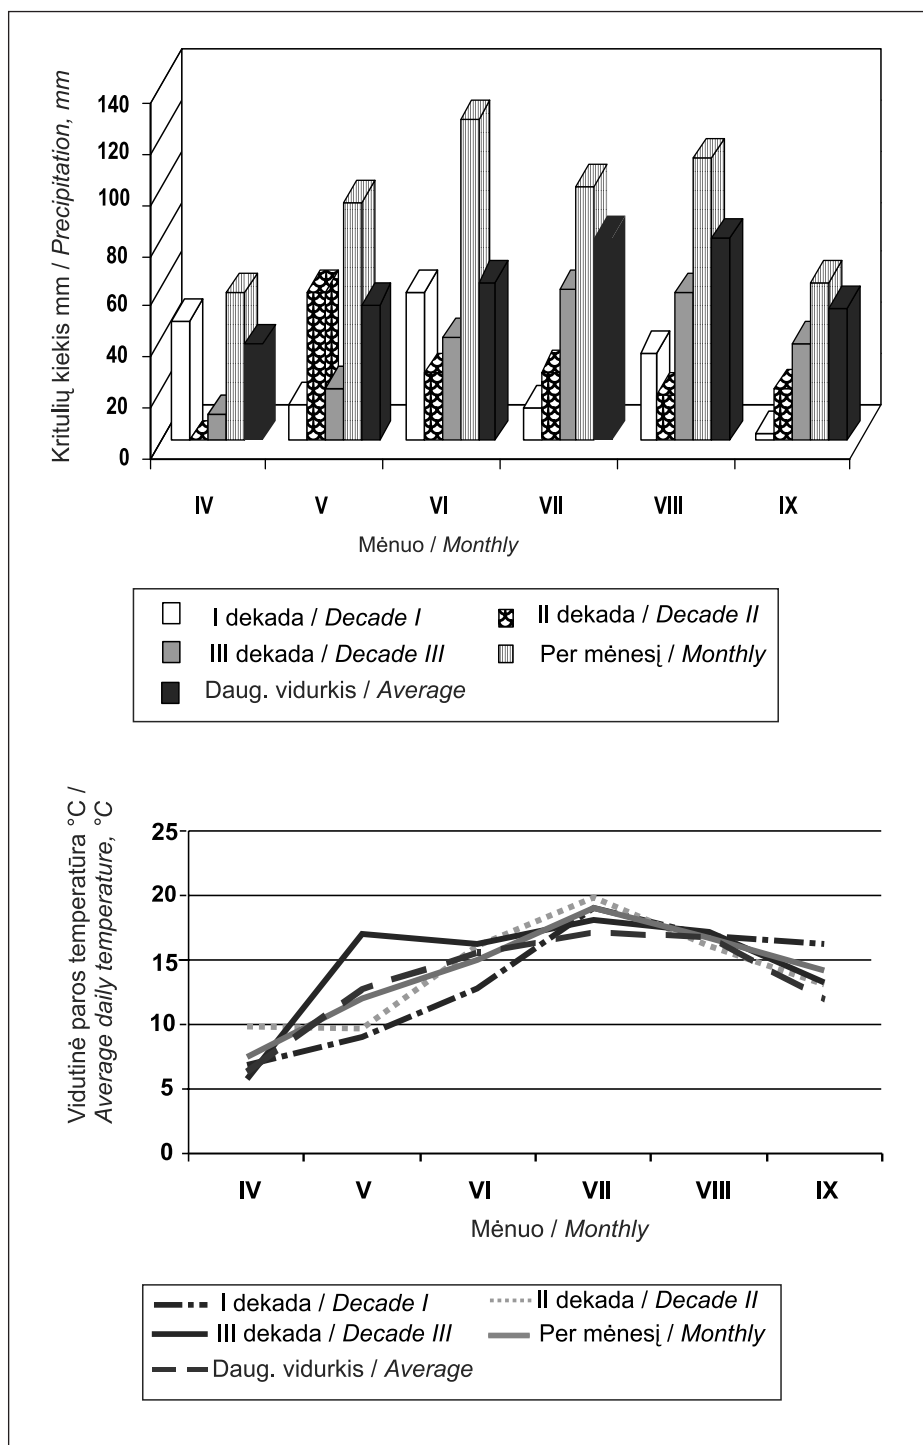 Kritulių kiekis mm / Precipitation, mm
140
120
100
80
60
40
20
0
IV V VI VII VIII IX
Mėnuo / Monthly
I dekada / Decade I
II dekada / Decade II
III dekada / Decade III
Per mėnesį / Monthly
Daug. vidurkis / Average
Vidutinė paros temperatūra °C /
Average daily temperature, °C
25
20
15
10
5
0
IV V VI VII VIII IX
Mėnuo / Monthly
I dekada / Decade I
II dekada / Decade II
III dekada / Decade III
Per mėnesį / Monthly
Daug. vidurkis / Average